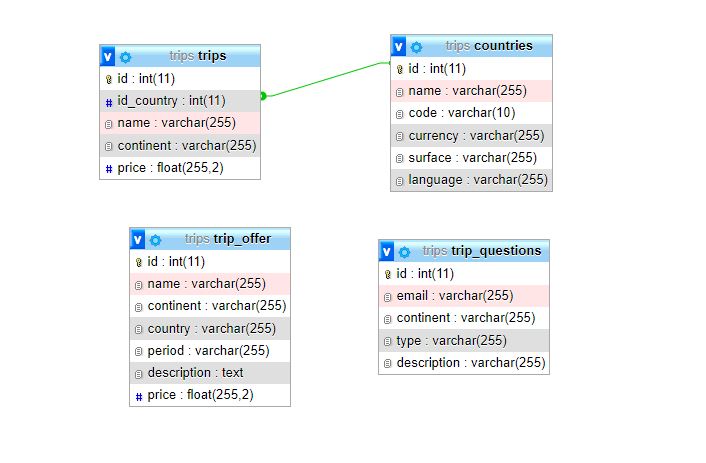 v trips trips
id : int(11)
# id_country : int(11)
name : varchar(255)
continent : varchar(255)
# price : float(255,2)
v trips countries
id : int(11)
name : varchar(255)
code : varchar(10)
currency : varchar(255)
surface : varchar(255)
language : varchar(255)
v trips trip_offer
id : int(11)
name : varchar(255)
continent : varchar(255)
country : varchar(255)
period : varchar(255)
description : text
# price : float(255,2)
v trips trip_questions
id : int(11)
email : varchar(255)
continent : varchar(255)
type : varchar(255)
description : varchar(255)